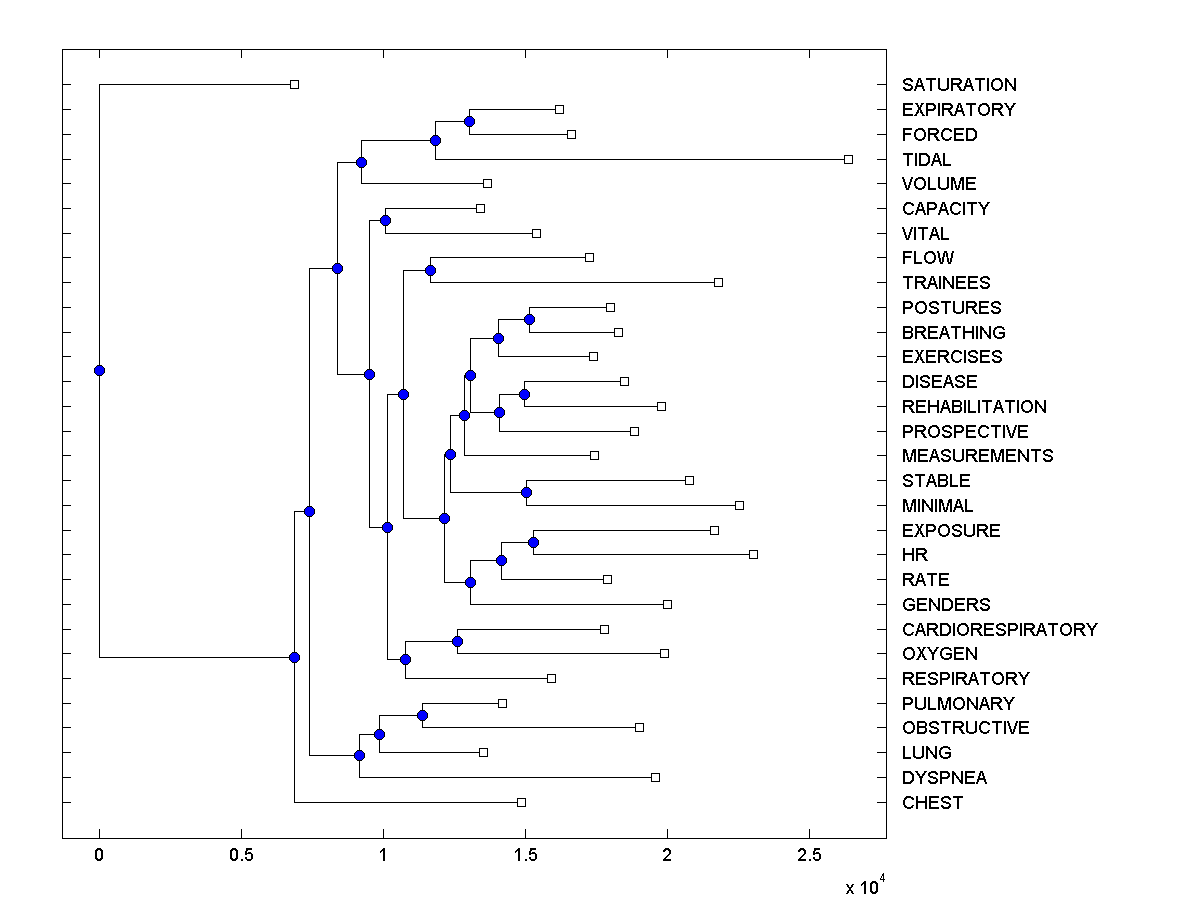 SATURATION
EXPIRATORY
FORCED
TIDAL
VOLUME
CAPACITY
VITAL
FLOW
TRAINEES
POSTURES
BREATHING
EXERCISES
DISEASE
REHABILITATION
PROSPECTIVE
MEASUREMENTS
STABLE
MINIMAL
EXPOSURE
HR
RATE
GENDERS
CARDIORESPIRATORY
OXYGEN
RESPIRATORY
PULMONARY
OBSTRUCTIVE
LUNG
DYSPNEA
CHEST
0 0.5 1 1.5 2 2.5
x 10^4